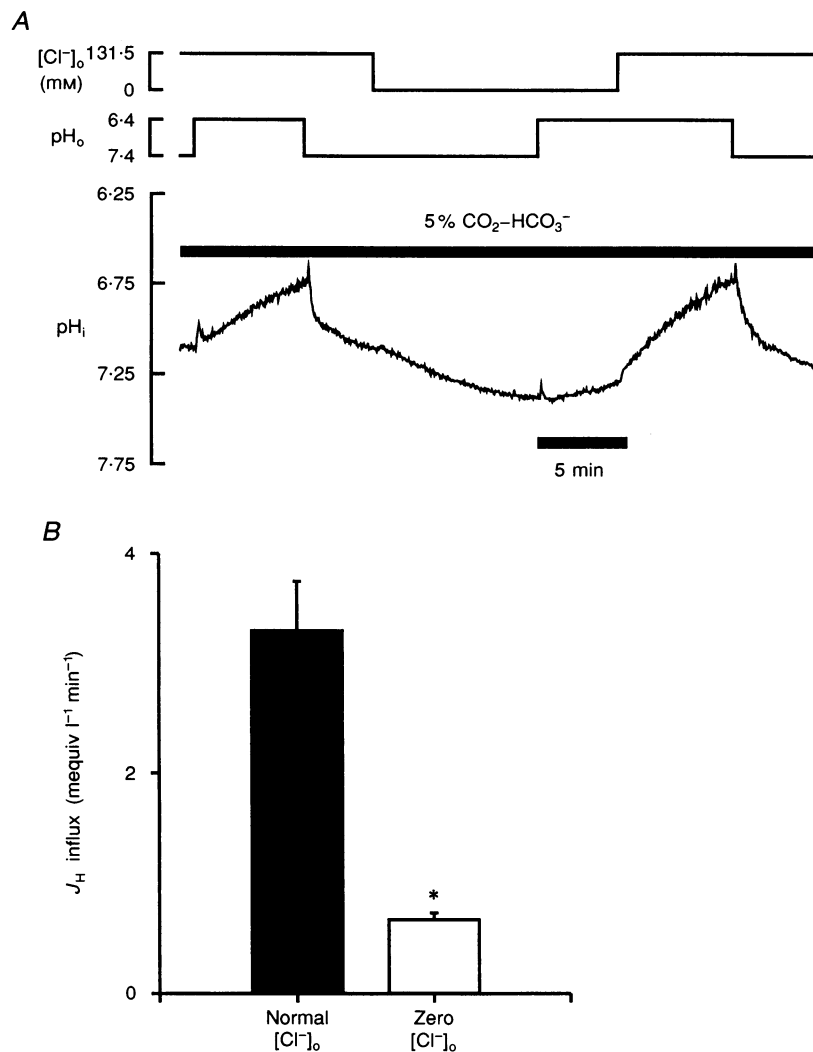 A
[Cl⁻]ₒ
(mM)
131·5
0
pHₒ
6·4
7·4
6·25
6·75
7·25
7·75
pHᵢ
5% CO₂–HCO₃⁻
5 min
B
4
2
0
J_H influx (mequiv l⁻¹ min⁻¹)
*
Normal
[Cl⁻]ₒ
Zero
[Cl⁻]ₒ